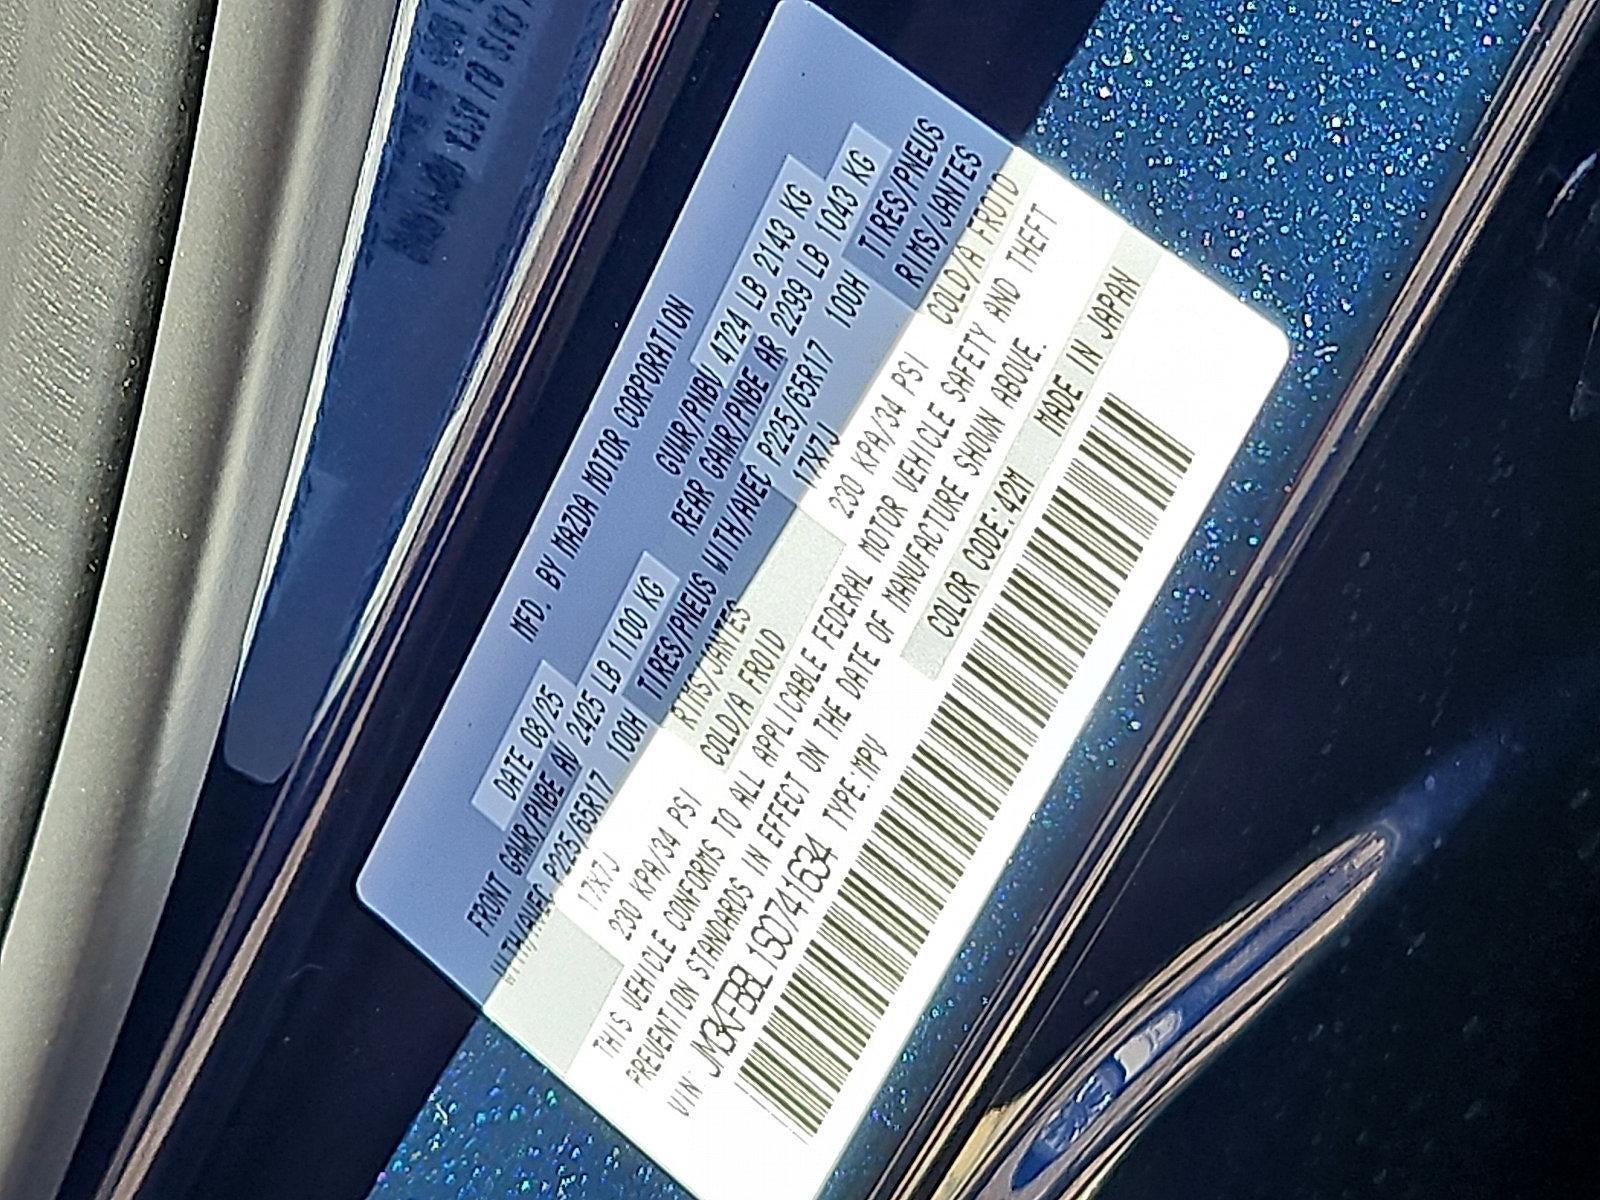 MFD. BY MAZDA MOTOR CORPORATION
DATE 08/25 GVWR/PNBV 4724 LB 2143 KG
FRONT GAWR/PNBE AV 2425 LB 1100 KG REAR GAWR/PNBE AR 2299 LB 1043 KG
WITH/AVEC P225/65R17 100H TIRES/PNEUS WITH/AVEC P225/65R17 100H TIRES/PNEUS
17X7J RIMS/JANTES 17X7J RIMS/JANTES
230 KPA/34 PSI COLD/A FROID 230 KPA/34 PSI COLD/A FROID
THIS VEHICLE CONFORMS TO ALL APPLICABLE FEDERAL MOTOR VEHICLE SAFETY AND THEFT
PREVENTION STANDARDS IN EFFECT ON THE DATE OF MANUFACTURE SHOWN ABOVE.
VIN: JM3KFBBL1S0741634 TYPE:MPV COLOR CODE:42M MADE IN JAPAN